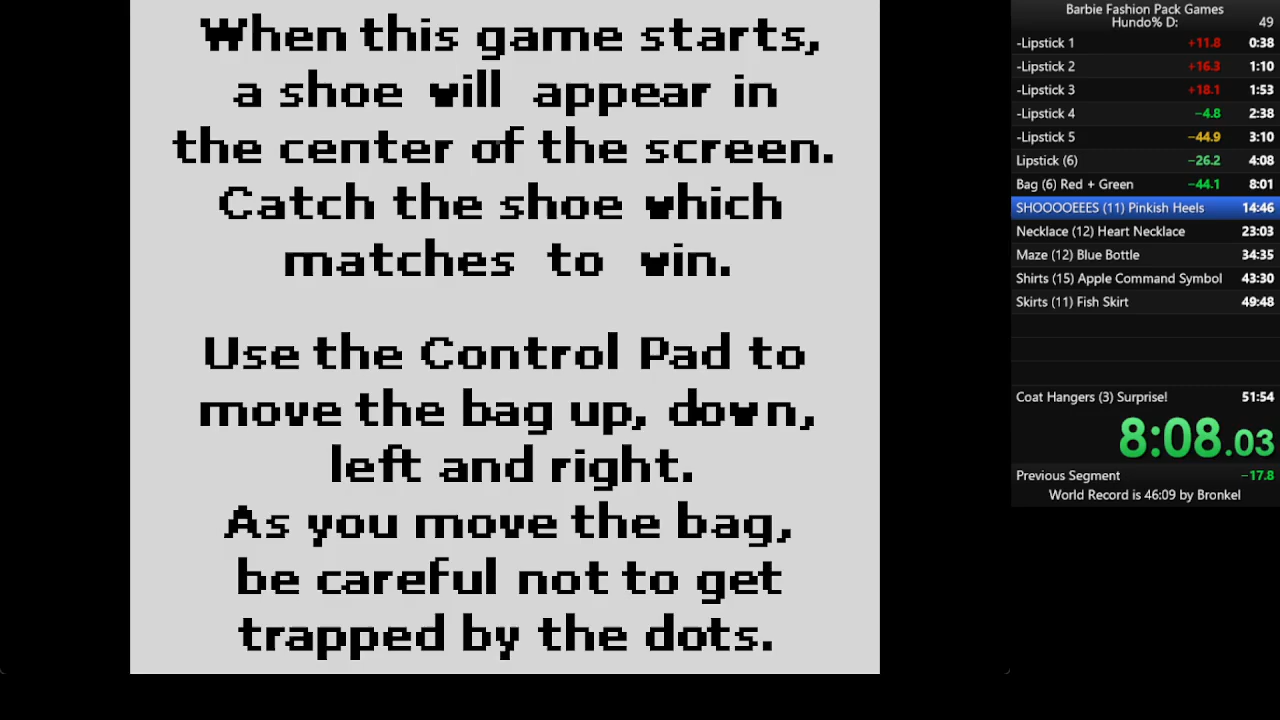 When this game starts,
a shoe will appear in
the center of the screen.
Catch the shoe which
matches to win.
Use the Control Pad to
move the bag up, down,
left and right.
As you move the bag,
be careful not to get
trapped by the dots.
Barbie Fashion Pack Games
Hundo% D: 49
-Lipstick 1 +11.8 0:38
-Lipstick 2 +16.3 1:10
-Lipstick 3 +18.1 1:53
-Lipstick 4 −4.8 2:38
-Lipstick 5 −44.9 3:10
Lipstick (6) −26.2 4:08
Bag (6) Red + Green −44.1 8:01
SHOOOOEEES (11) Pinkish Heels 14:46
Necklace (12) Heart Necklace 23:03
Maze (12) Blue Bottle 34:35
Shirts (15) Apple Command Symbol 43:30
Skirts (11) Fish Skirt 49:48
Coat Hangers (3) Surprise! 51:54
8:08.03
Previous Segment −17.8
World Record is 46:09 by Bronkel